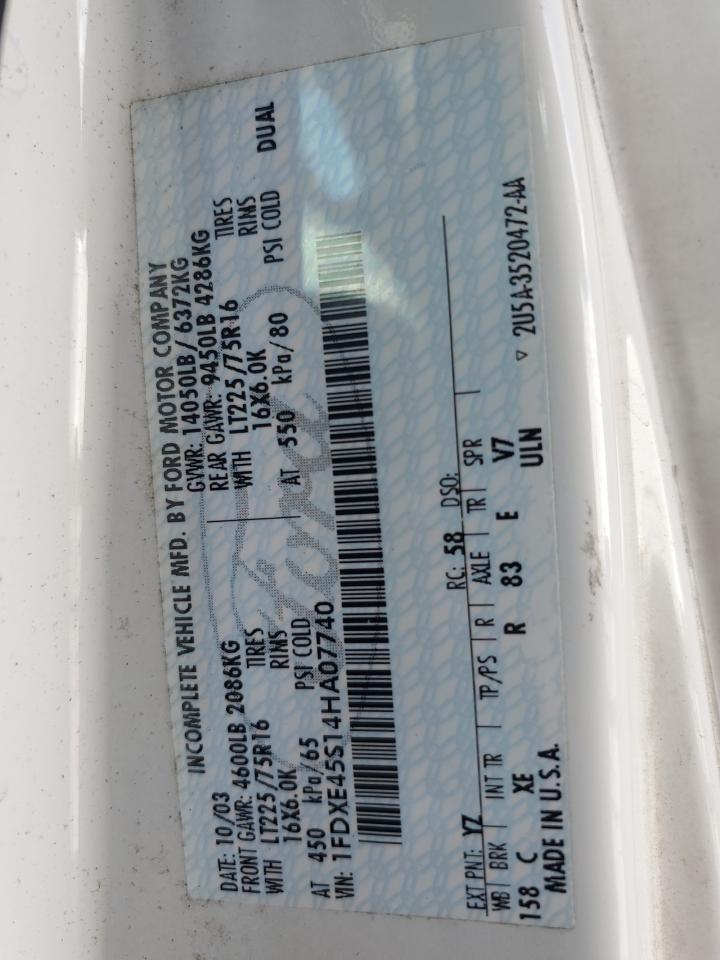 INCOMPLETE VEHICLE MFD. BY FORD MOTOR COMPANY
DATE: 10/03 GVWR: 14050LB / 6372KG
FRONT GAWR: 4600LB 2086KG REAR GAWR: 9450LB 4286KG
WITH LT225/75R16 TIRES WITH LT225/75R16 TIRES
16X6.0K RIMS 16X6.0K RIMS
AT 450 kPa/65 PSI COLD AT 550 kPa/80 PSI COLD DUAL
VIN: 1FDXE45S14HA07740
Ford
EXT PNT: YZ RC: 58 DSO:
WB BRK INT TR TP/PS R AXLE TR SPR
158 C XE R 83 E V7
MADE IN U.S.A. ULN
▽ 2U5A-3520472-AA